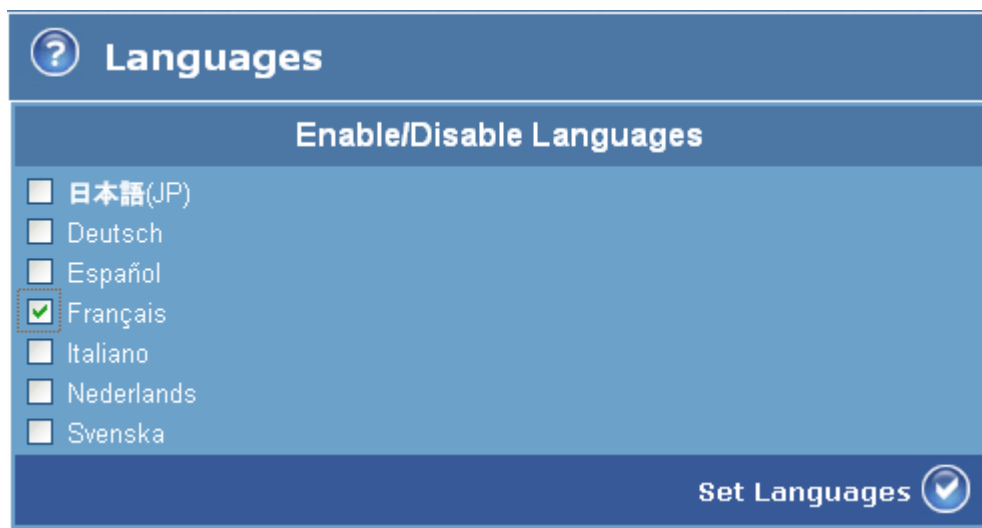 Languages
Enable/Disable Languages
日本語(JP)
Deutsch
Español
Français
Italiano
Nederlands
Svenska
Set Languages